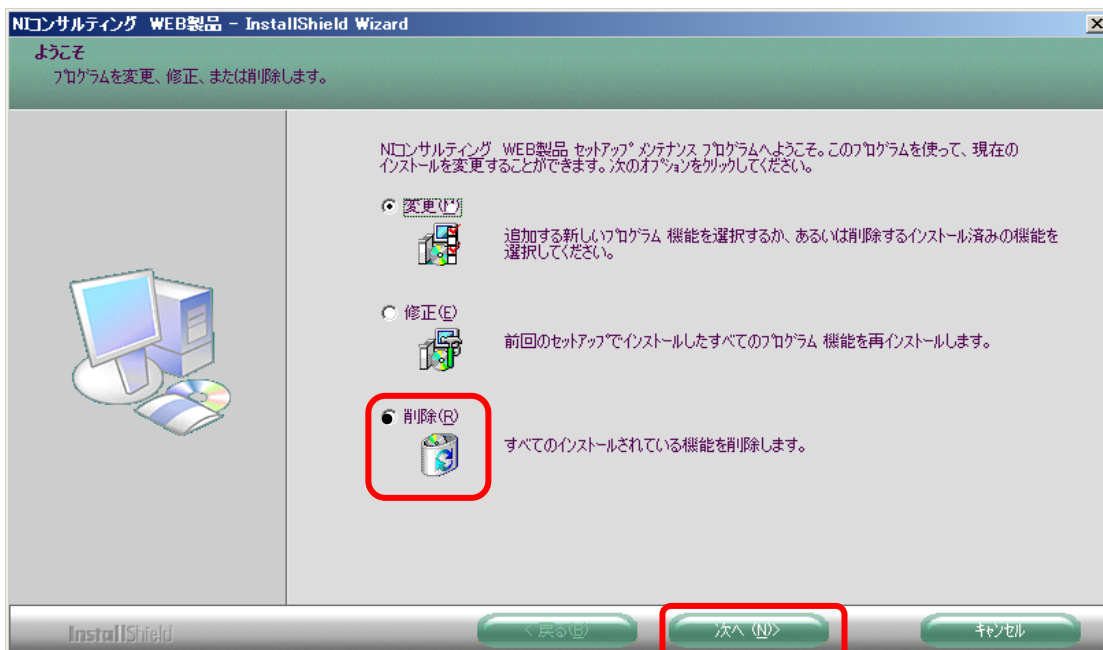 NIコンサルティング WEB製品 - InstallShield Wizard
ようこそ
プログラムを変更、修正、または削除します。
NIコンサルティング WEB製品 セットアップ メンテナンス プログラムへようこそ。このプログラムを使って、現在の
インストールを変更することができます。次のオプションをクリックしてください。
変更(M)
追加する新しいプログラム 機能を選択するか、あるいは削除するインストール済みの機能を
選択してください。
修正(E)
前回のセットアップでインストールしたすべてのプログラム 機能を再インストールします。
削除(R)
すべてのインストールされている機能を削除します。
InstallShield
< 戻る(B)
次へ (N)>
キャンセル